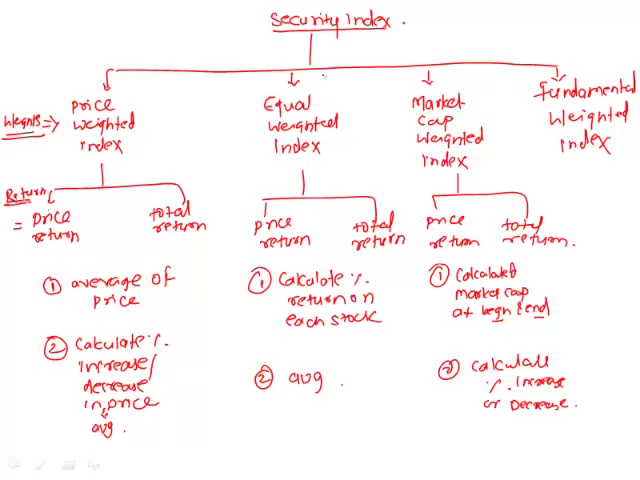 Security Index.
Weights =>
Price
Weighted
index
Equal
Weighted
Index
Market
Cap
Weighted
Index
Fundamental
Weighted
Index
Return
= price
return
total
return
price
return
total
return
price
return
total
return.
① average of
price
② Calculate %.
increase/
decrease
in price
avg.
① Calculate %.
return on
each stock
② avg.
① Calculated
market cap
at begn & end
② Calculate
%. Increase
or Decrease.